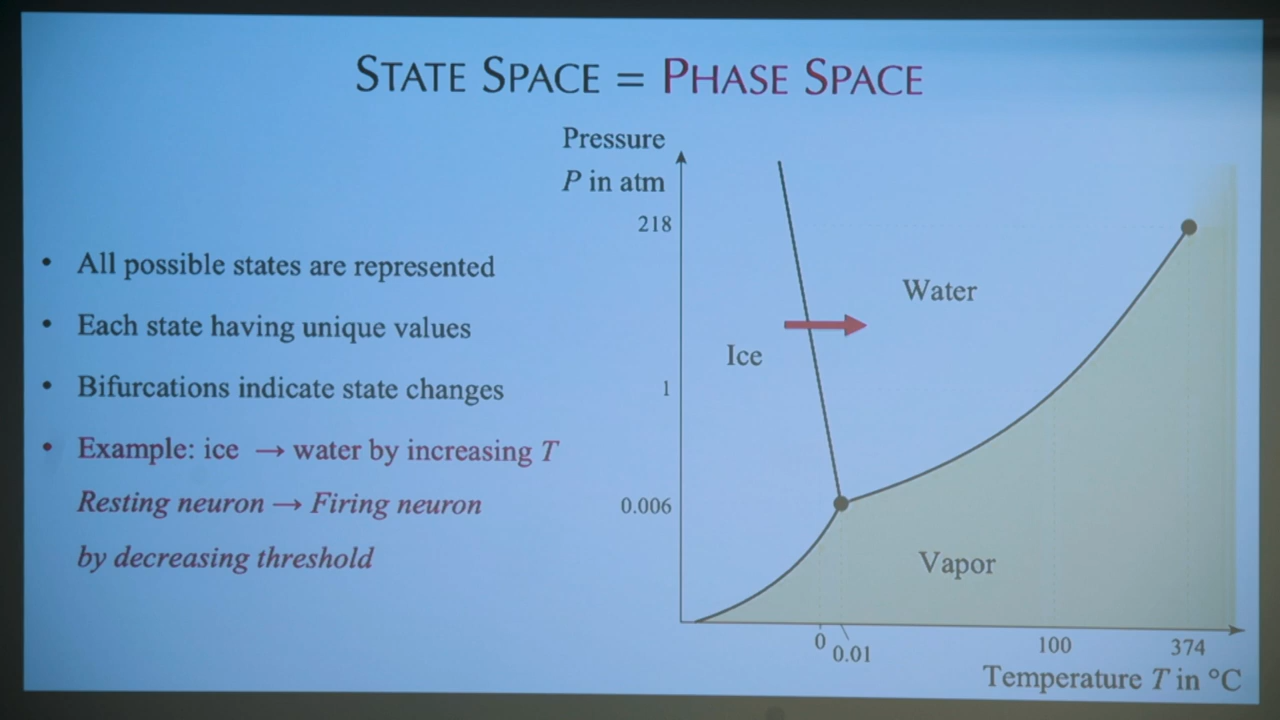 STATE SPACE = PHASE SPACE
• All possible states are represented
• Each state having unique values
• Bifurcations indicate state changes
• Example: ice → water by increasing T
Resting neuron → Firing neuron
by decreasing threshold
Pressure
P in atm
218
1
0.006
Water
Ice
Vapor
0
0.01
100
374
Temperature T in °C